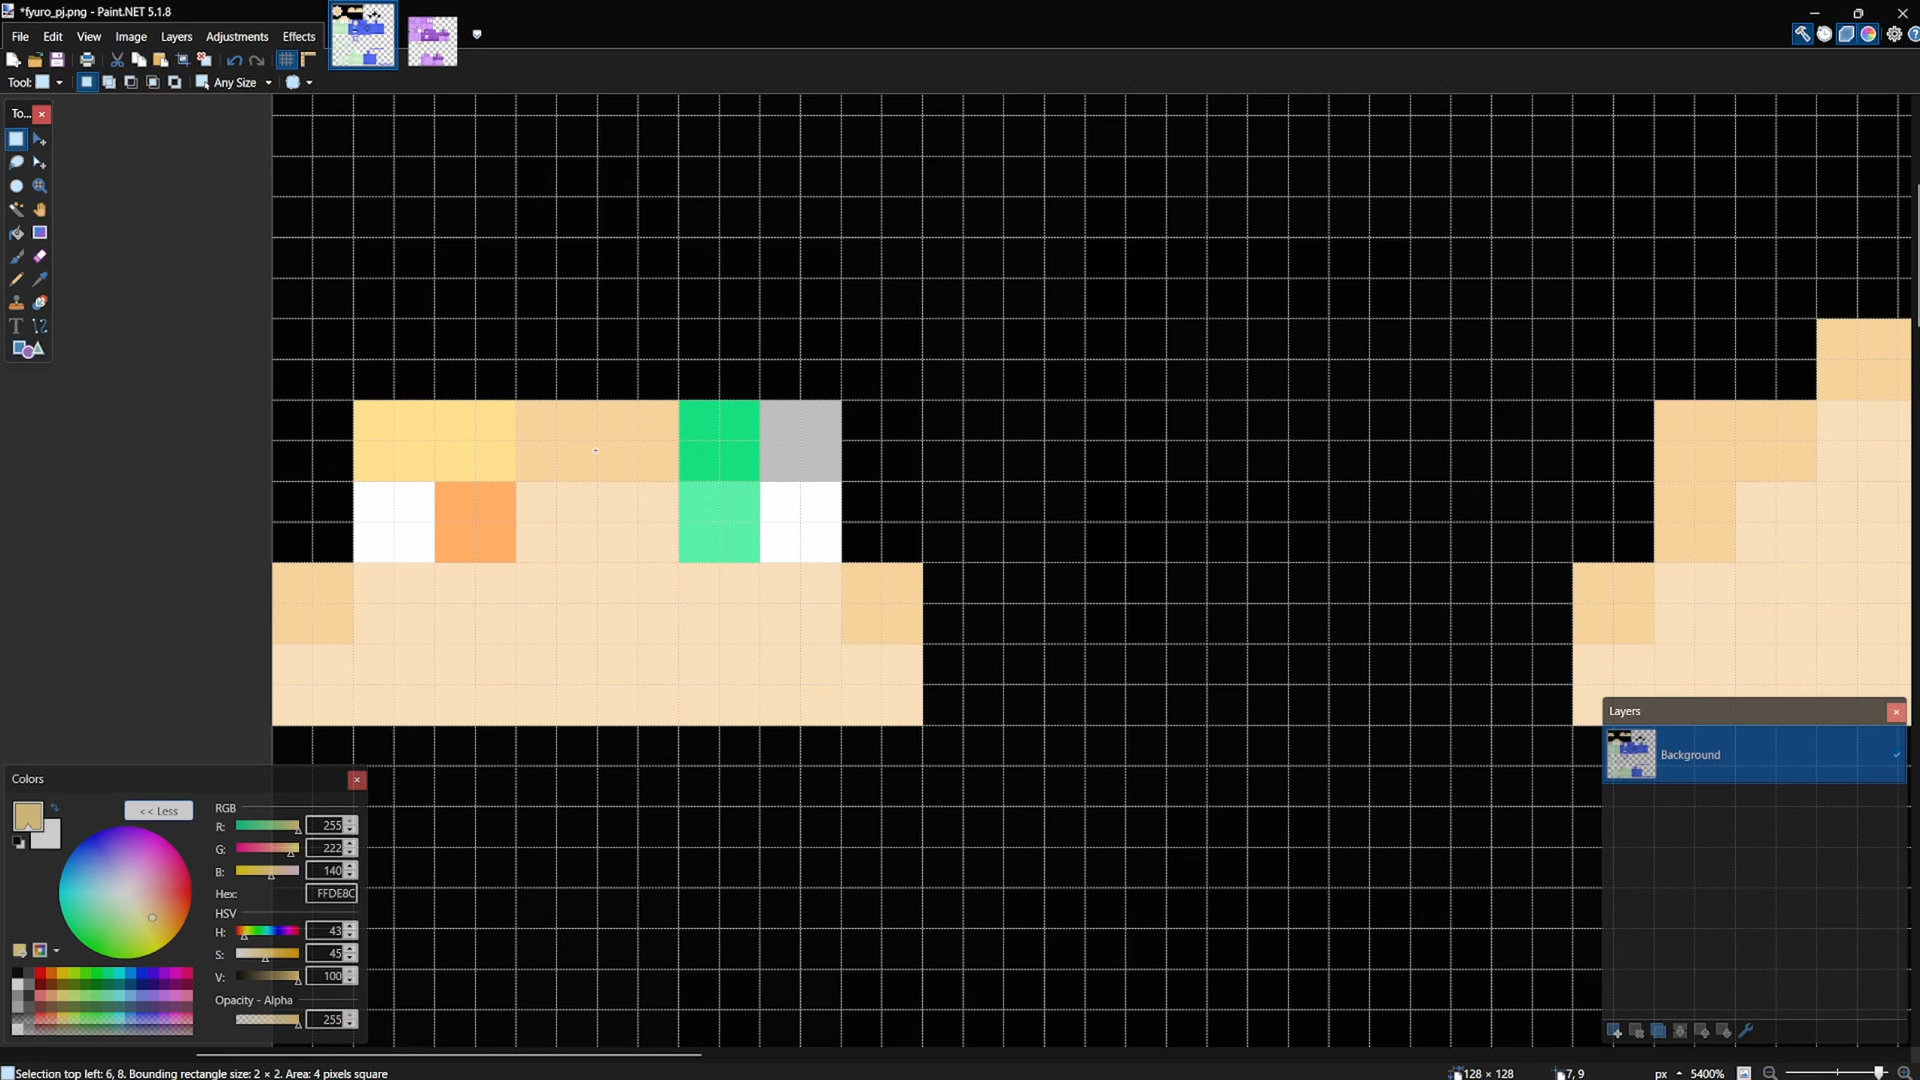 *fyuro_pj.png - Paint.NET 5.1.8
File Edit View Image Layers Adjustments Effects
Tool: Any Size
To...
Colors
<< Less
RGB
R: 255
G: 222
B: 140
Hex: FFDE8C
HSV
H: 43
S: 45
V: 100
Opacity - Alpha
255
Layers
Background
Selection top left: 6, 8. Bounding rectangle size: 2 × 2. Area: 4 pixels square
128 × 128
7, 9
px
5400%